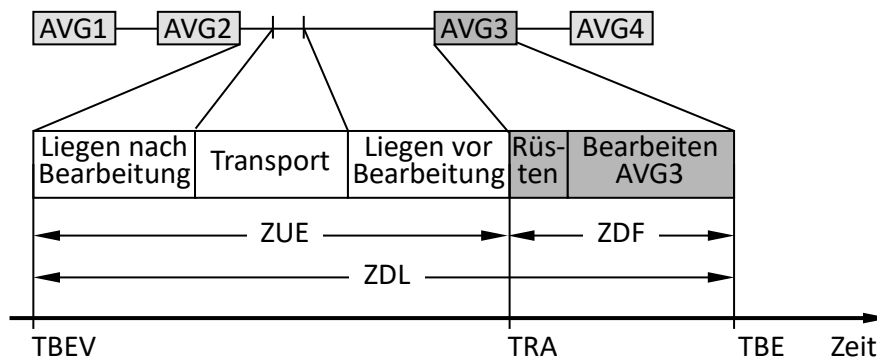 AVG1 AVG2 AVG3 AVG4
Liegen nach Bearbeitung
Transport
Liegen vor Bearbeitung
Rüs-
ten
Bearbeiten
AVG3
ZUE ZDF
ZDL
TBEV TRA TBE Zeit